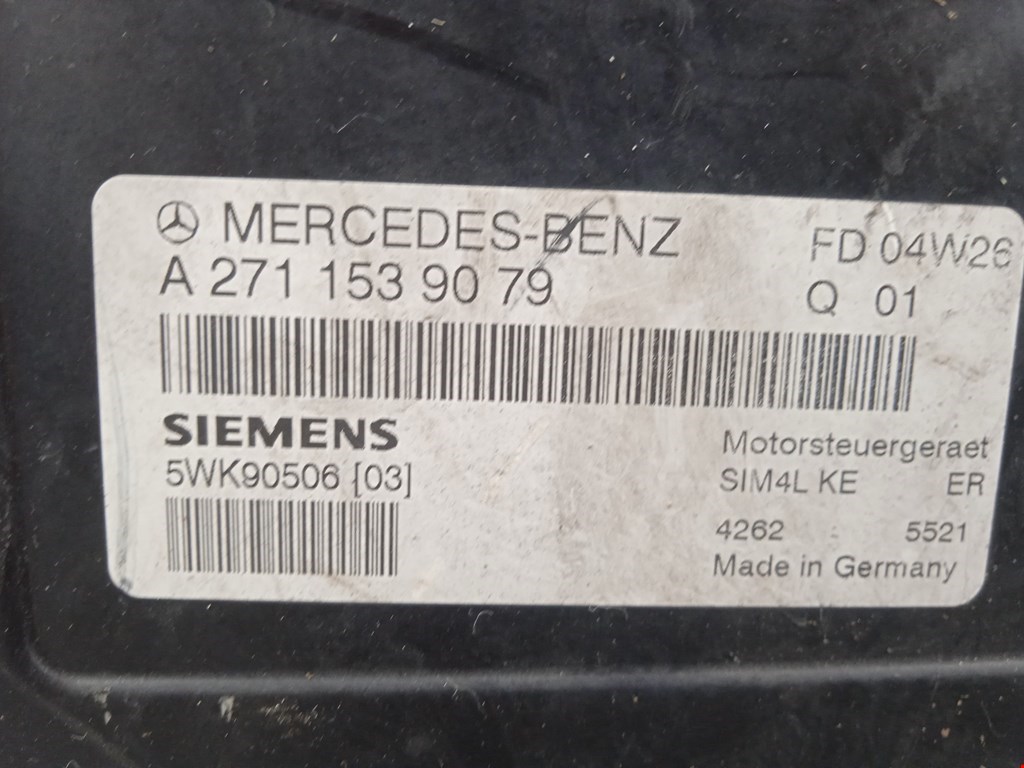 MERCEDES-BENZ
FD 04W26
A 271 153 90 79
Q 01
SIEMENS
5WK90506 [03]
Motorsteuergeraet
SIM4L KE ER
4262 5521
Made in Germany